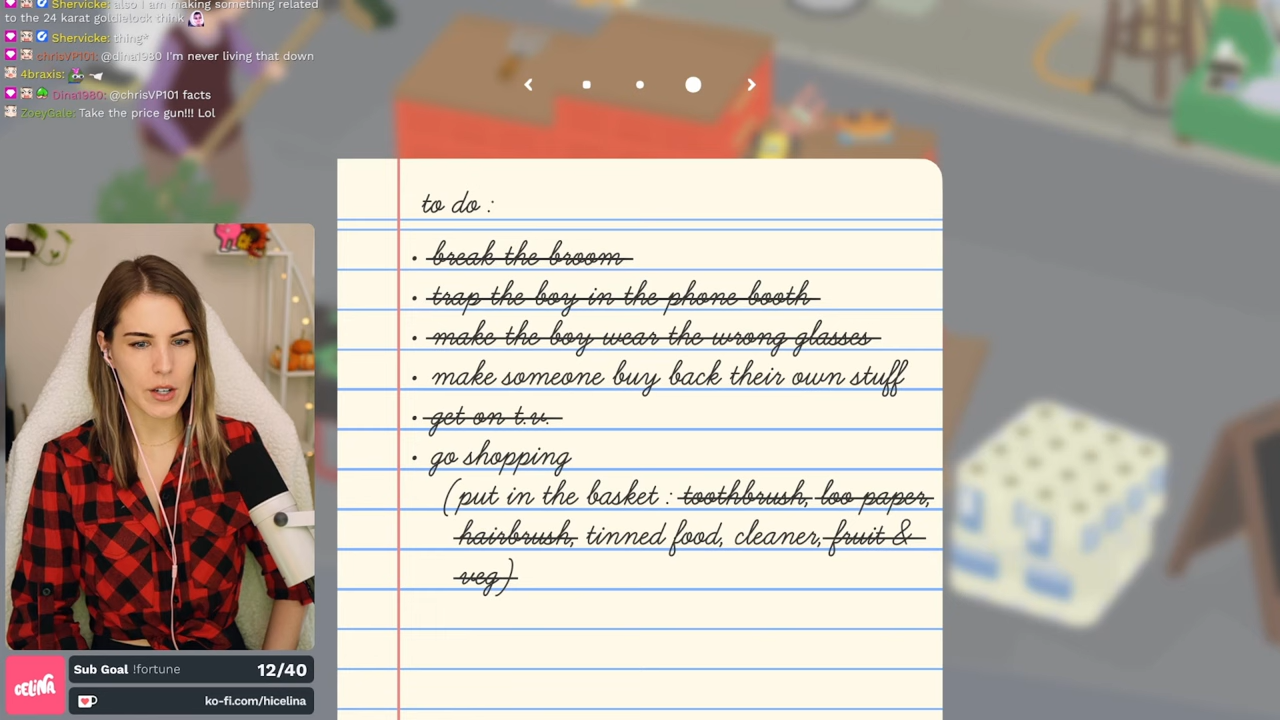 Shervicke: also I am making something related
to the 24 karat goldielock think
Shervicke: thing*
chrisVP101: @dina1980 I'm never living that down
4braxis:
Dina1980: @chrisVP101 facts
ZoeyGale: Take the price gun!!! Lol
to do :
• break the broom
• trap the boy in the phone booth
• make the boy wear the wrong glasses
• make someone buy back their own stuff
• get on t.v.
• go shopping
(put in the basket : toothbrush, loo paper,
hairbrush, tinned food, cleaner, fruit &
veg)
CELINA
Sub Goal !fortune 12/40
ko-fi.com/hicelina